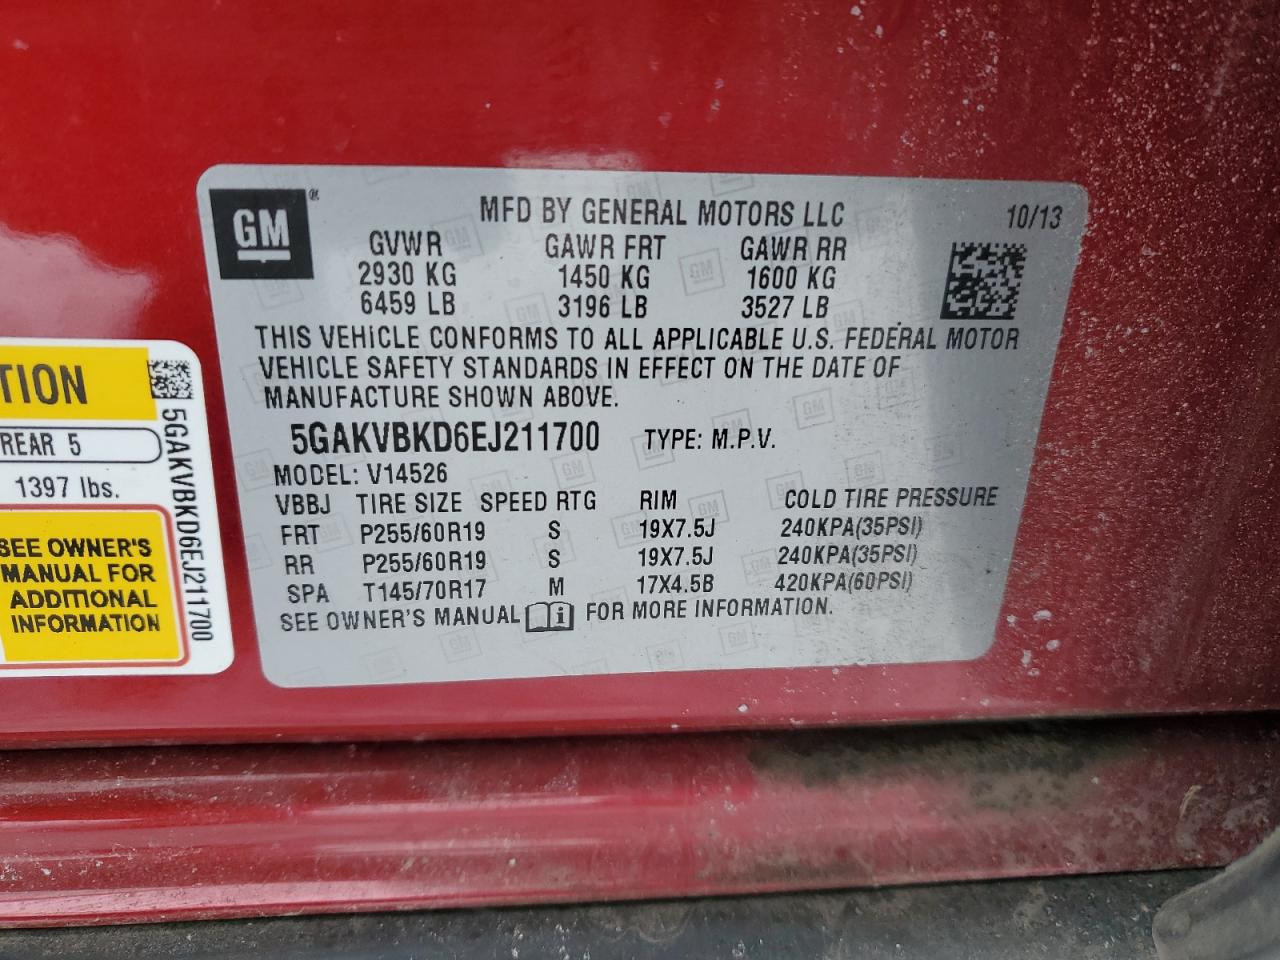 GM®
MFD BY GENERAL MOTORS LLC 10/13
GVWR GAWR FRT GAWR RR
2930 KG 1450 KG 1600 KG
6459 LB 3196 LB 3527 LB
THIS VEHICLE CONFORMS TO ALL APPLICABLE U.S. FEDERAL MOTOR
VEHICLE SAFETY STANDARDS IN EFFECT ON THE DATE OF
MANUFACTURE SHOWN ABOVE.
5GAKVBKD6EJ211700 TYPE: M.P.V.
MODEL: V14526
VBBJ TIRE SIZE SPEED RTG RIM COLD TIRE PRESSURE
FRT P255/60R19 S 19X7.5J 240KPA(35PSI)
RR P255/60R19 S 19X7.5J 240KPA(35PSI)
SPA T145/70R17 M 17X4.5B 420KPA(60PSI)
SEE OWNER'S MANUAL i FOR MORE INFORMATION.
TION
REAR 5
1397 lbs.
SEE OWNER'S
MANUAL FOR
ADDITIONAL
INFORMATION
5GAKVBKD6EJ211700